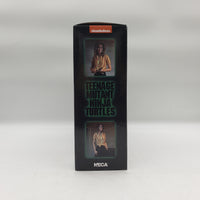 nickelodeon
TEENAGE
MUTANT
NINJA
TURTLES
NECA